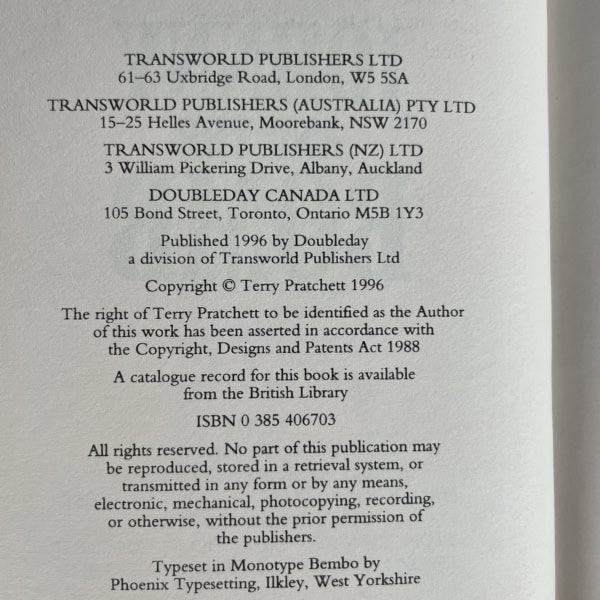 TRANSWORLD PUBLISHERS LTD
61–63 Uxbridge Road, London, W5 5SA
TRANSWORLD PUBLISHERS (AUSTRALIA) PTY LTD
15–25 Helles Avenue, Moorebank, NSW 2170
TRANSWORLD PUBLISHERS (NZ) LTD
3 William Pickering Drive, Albany, Auckland
DOUBLEDAY CANADA LTD
105 Bond Street, Toronto, Ontario M5B 1Y3
Published 1996 by Doubleday
a division of Transworld Publishers Ltd
Copyright © Terry Pratchett 1996
The right of Terry Pratchett to be identified as the Author
of this work has been asserted in accordance with
the Copyright, Designs and Patents Act 1988
A catalogue record for this book is available
from the British Library
ISBN 0 385 406703
All rights reserved. No part of this publication may
be reproduced, stored in a retrieval system, or
transmitted in any form or by any means,
electronic, mechanical, photocopying, recording,
or otherwise, without the prior permission of
the publishers.
Typeset in Monotype Bembo by
Phoenix Typesetting, Ilkley, West Yorkshire